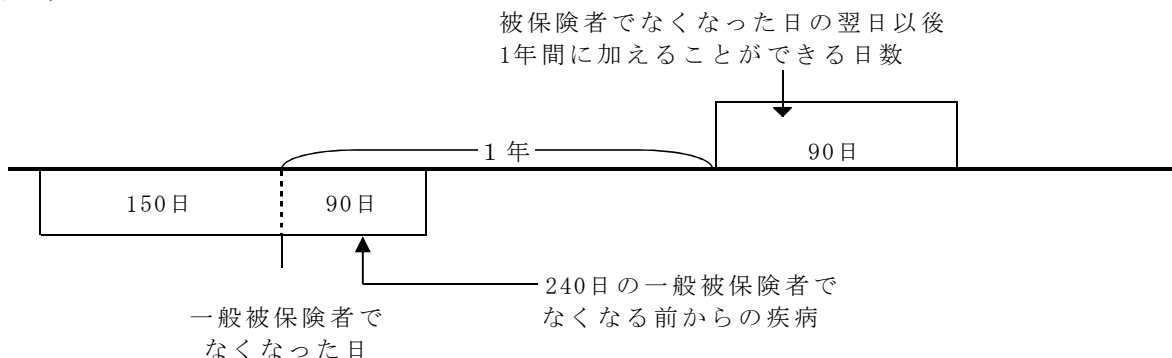 被保険者でなくなった日の翌日以後
1年間に加えることができる日数
1年
90日
150日
90日
240日の一般被保険者で
なくなる前からの疾病
一般被保険者で
なくなった日